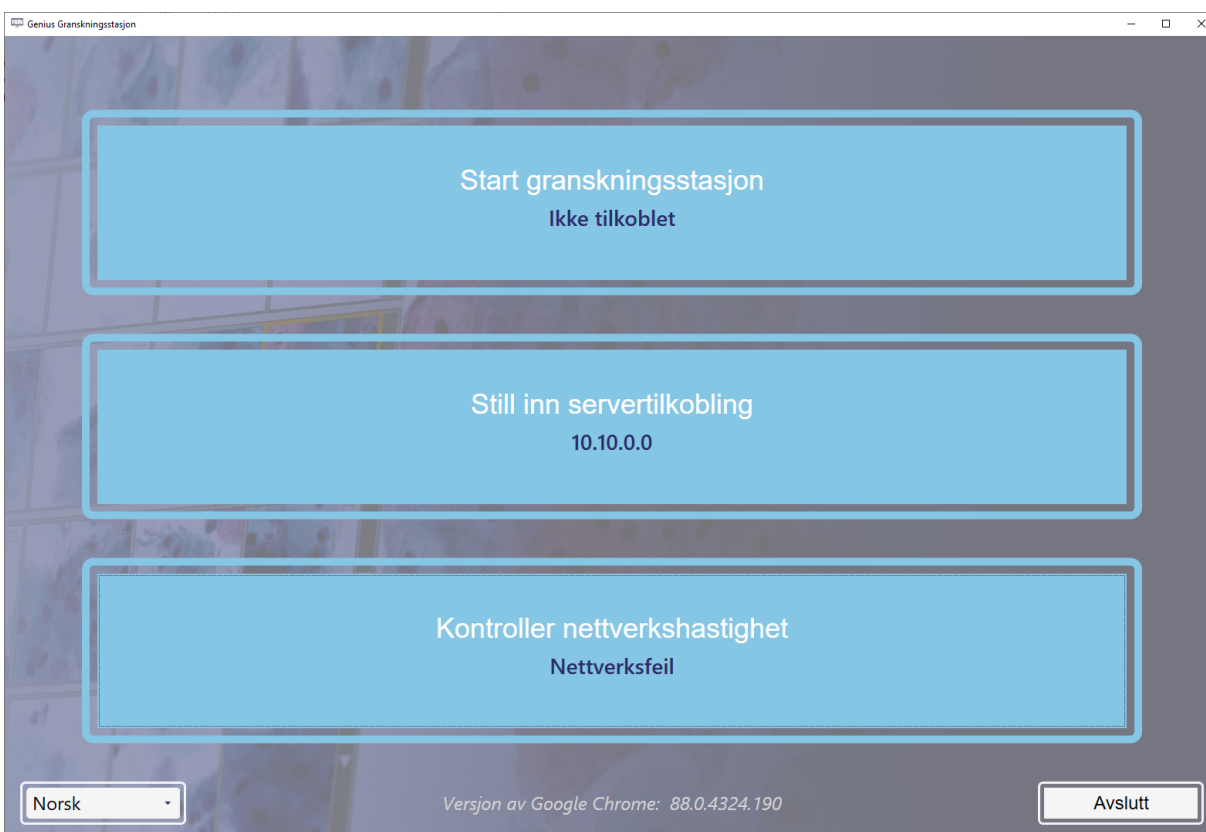 Genius Granskningsstasjon
Start granskningsstasjon
Ikke tilkoblet
Still inn servertilkobling
10.10.0.0
Kontroller nettverkshastighet
Nettverksfeil
Norsk
Versjon av Google Chrome: 88.0.4324.190
Avslutt